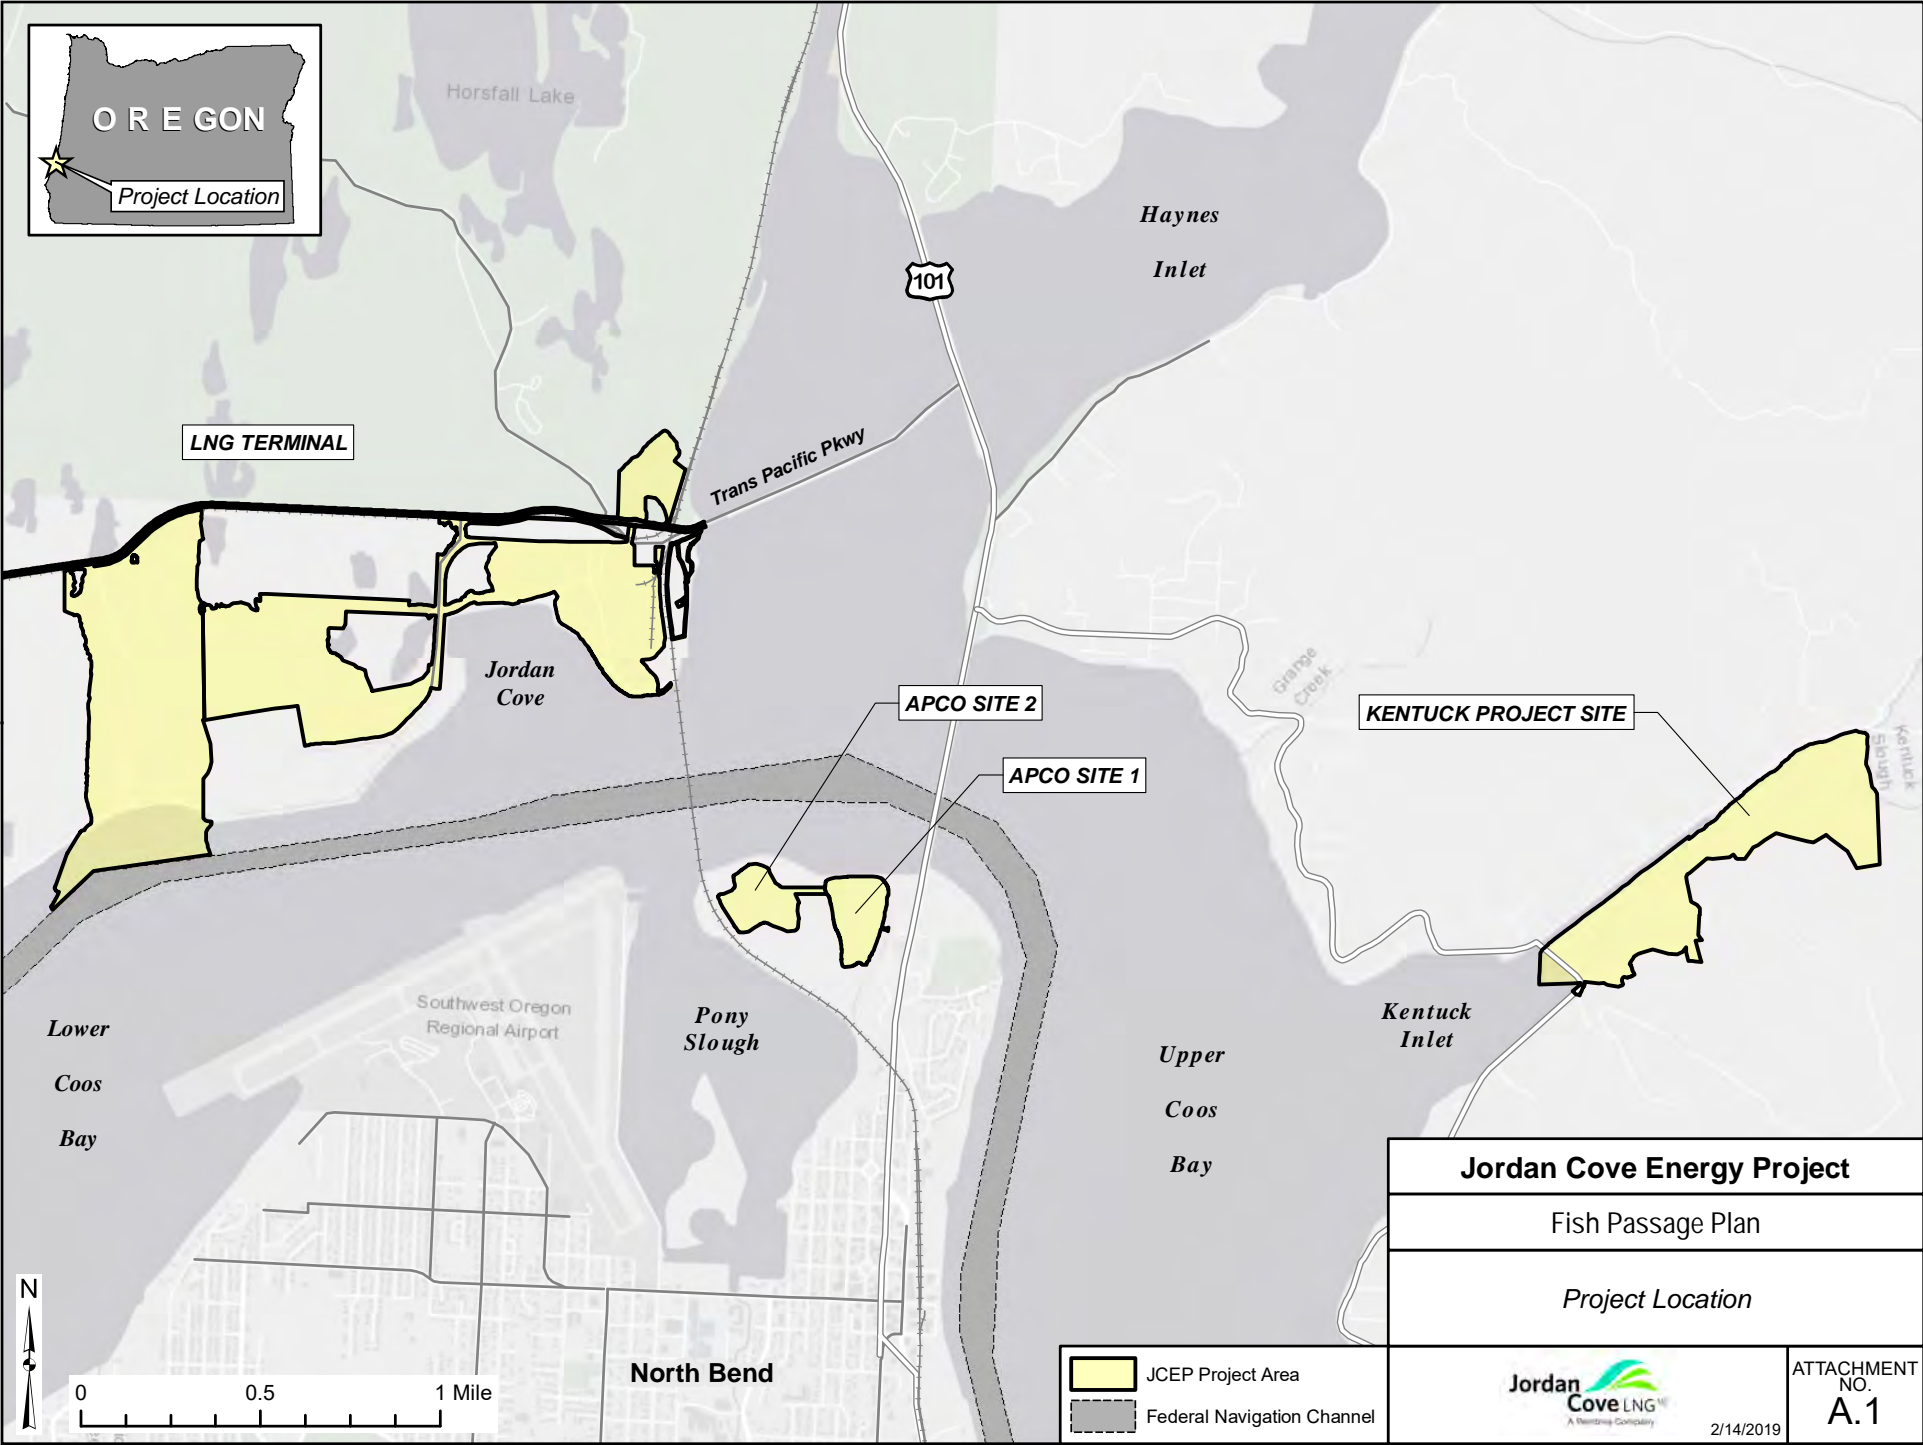 OREGON
Project Location
Horsfall Lake
Haynes
Inlet
101
LNG TERMINAL
Trans Pacific Pkwy
Jordan
Cove
Grange
Creek
APCO SITE 2
APCO SITE 1
KENTUCK PROJECT SITE
Kentuck
Slough
Southwest Oregon
Regional Airport
Pony
Slough
Lower
Coos
Bay
Kentuck
Inlet
Upper
Coos
Bay
North Bend
N
0 0.5 1 Mile
JCEP Project Area
Federal Navigation Channel
Jordan Cove Energy Project
Fish Passage Plan
Project Location
Jordan
Cove LNG
A Pembina Company
2/14/2019
ATTACHMENT
NO.
A.1